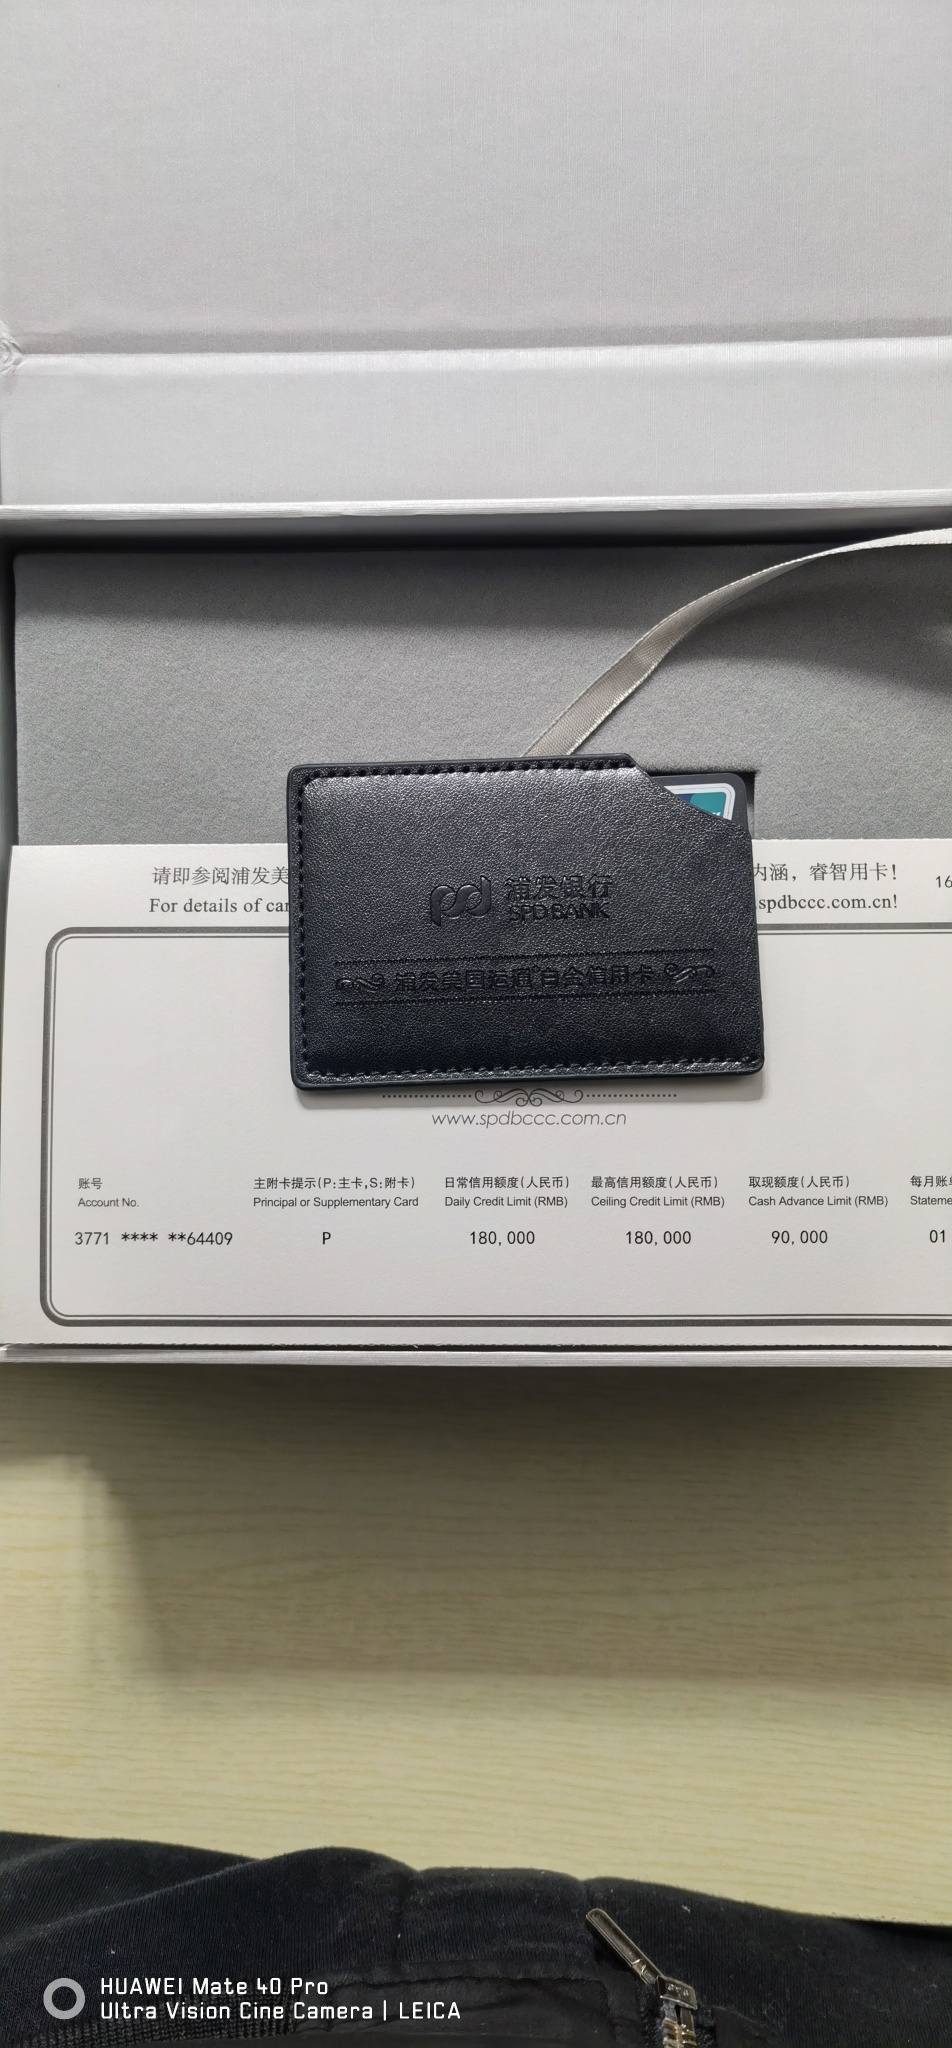 请即参阅浦发美
内涵，睿智用卡！
For details of car
spdbccc.com.cn!
16
浦发银行
SPD BANK
浦发美国运通®白金信用卡
www.spdbccc.com.cn
账号 主附卡提示(P:主卡,S:附卡) 日常信用额度(人民币) 最高信用额度(人民币) 取现额度(人民币) 每月账单
Account No. Principal or Supplementary Card Daily Credit Limit (RMB) Ceiling Credit Limit (RMB) Cash Advance Limit (RMB) Stateme
3771 **** **64409 P 180,000 180,000 90,000 01
HUAWEI Mate 40 Pro
Ultra Vision Cine Camera | LEICA